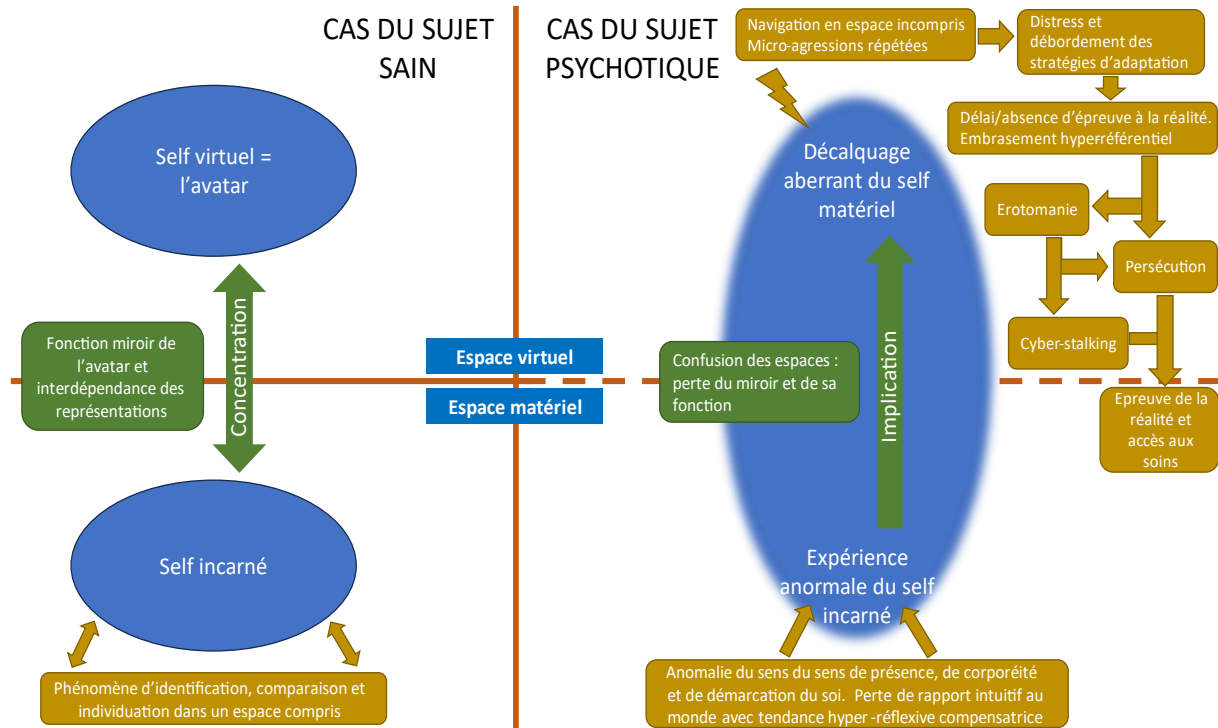 CAS DU SUJET
SAIN
CAS DU SUJET
PSYCHOTIQUE
Self virtuel =
l'avatar
Concentration
Fonction miroir de
l'avatar et
interdépendance des
représentations
Self incarné
Phénomène d'identification, comparaison et
individuation dans un espace compris
Espace virtuel
Espace matériel
Navigation en espace incompris
Micro-agressions répétées
Distress et
débordement des
stratégies d'adaptation
Délai/absence d'épreuve à la réalité.
Embrasement hyper-référentiel
Erotomanie
Persécution
Cyber-stalking
Epreuve de la
réalité et
accès aux
soins
Décalquage
aberrant du self
matériel
Implication
Confusion des espaces :
perte du miroir et de sa
fonction
Expérience
anormale du self
incarné
Anomalie du sens du sens de présence, de corporéité
et de démarcation du soi. Perte de rapport intuitif au
monde avec tendance hyper-réflexive compensatrice